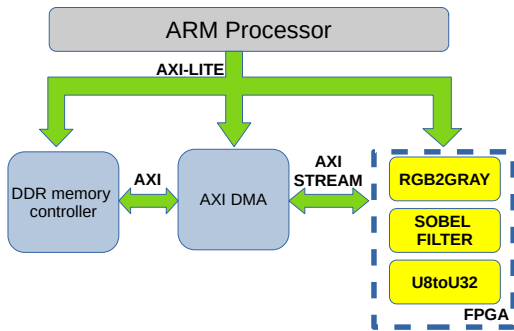 ARM Processor
AXI-LITE
DDR memory
controller
AXI
AXI DMA
AXI
STREAM
RGB2GRAY
SOBEL
FILTER
U8toU32
FPGA